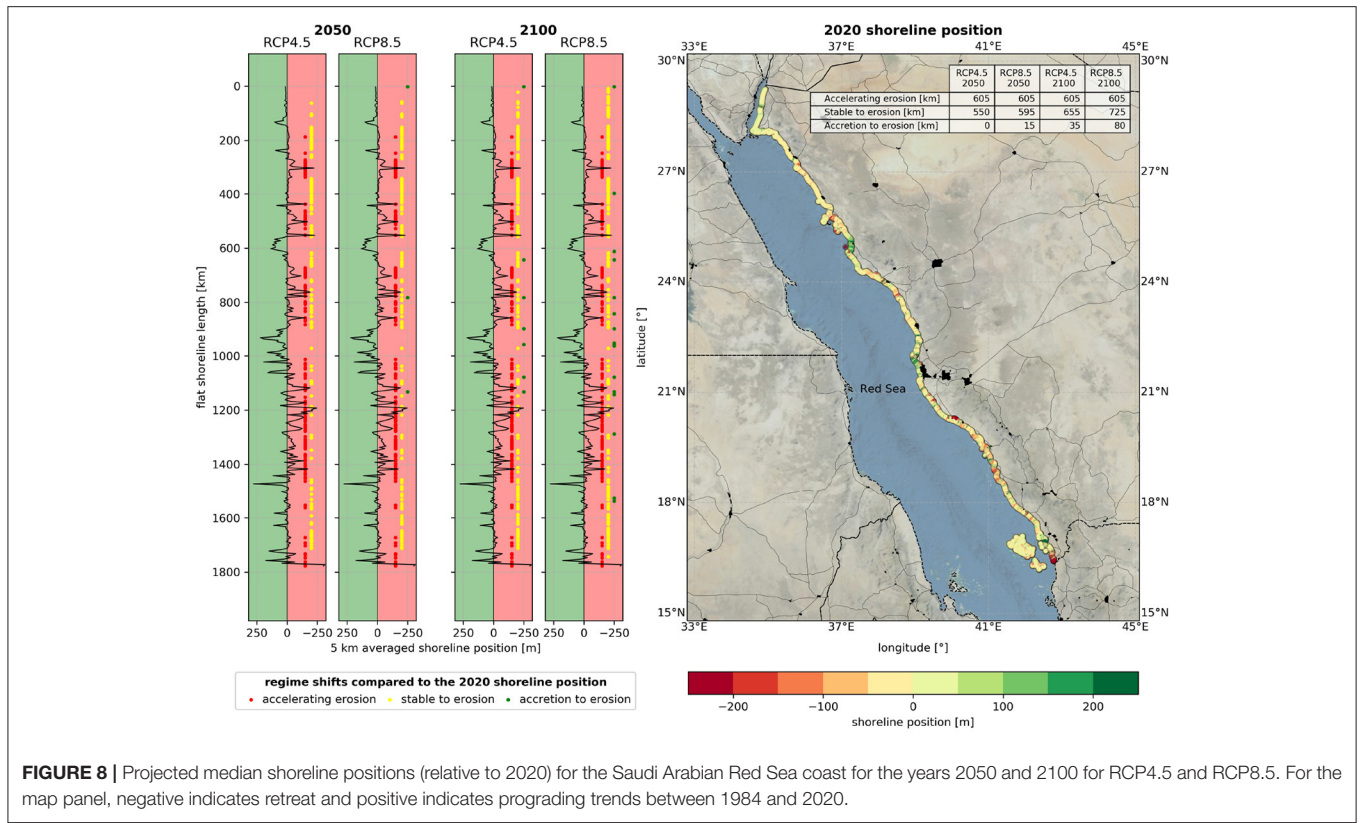 2050
RCP4.5 RCP8.5
2100
RCP4.5 RCP8.5
0
200
400
600
800
1000
1200
1400
1600
1800
flat shoreline length [km]
250 0 −250 250 0 −250 250 0 −250 250 0 −250
5 km averaged shoreline position [m]
regime shifts compared to the 2020 shoreline position
accelerating erosion stable to erosion accretion to erosion
2020 shoreline position
33°E 37°E 41°E 45°E
30°N 30°N
27°N 27°N
24°N 24°N
21°N 21°N
18°N 18°N
15°N 15°N
33°E 37°E 41°E 45°E
latitude [°]
longitude [°]
RCP4.5 RCP8.5 RCP4.5 RCP8.5
2050 2050 2100 2100
Accelerating erosion [km] 605 605 605 605
Stable to erosion [km] 550 595 655 725
Accretion to erosion [km] 0 15 35 80
Red Sea
−200 −100 0 100 200
shoreline position [m]
FIGURE 8 | Projected median shoreline positions (relative to 2020) for the Saudi Arabian Red Sea coast for the years 2050 and 2100 for RCP4.5 and RCP8.5. For the
map panel, negative indicates retreat and positive indicates prograding trends between 1984 and 2020.